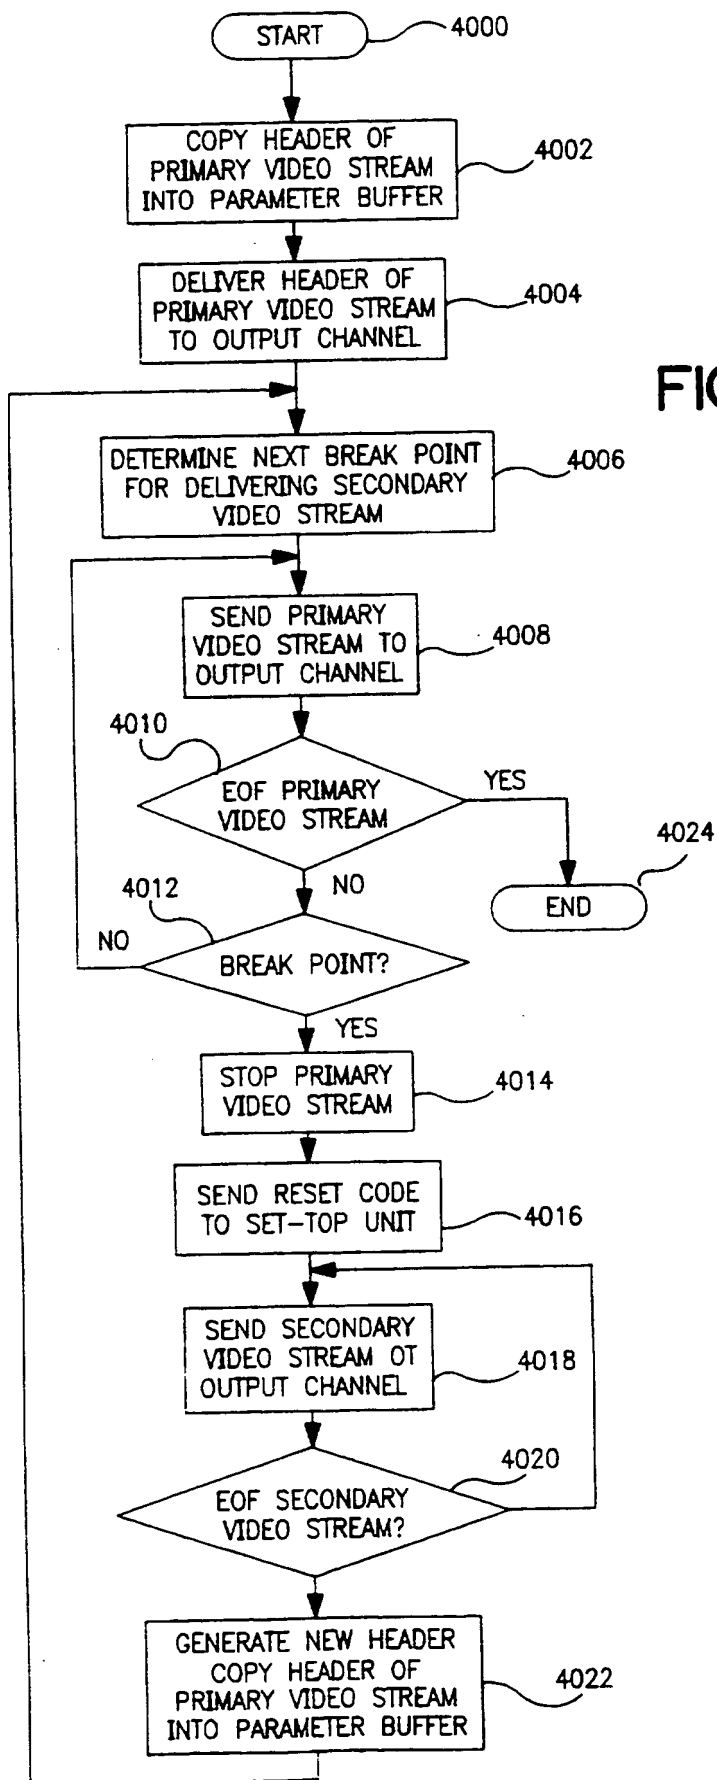 START
4000
COPY HEADER OF
PRIMARY VIDEO STREAM
INTO PARAMETER BUFFER
4002
DELIVER HEADER OF
PRIMARY VIDEO STREAM
TO OUTPUT CHANNEL
4004
FIG
DETERMINE NEXT BREAK POINT
FOR DELIVERING SECONDARY
VIDEO STREAM
4006
SEND PRIMARY
VIDEO STREAM TO
OUTPUT CHANNEL
4008
4010
EOF PRIMARY
VIDEO STREAM
YES
4024
END
NO
4012
BREAK POINT?
NO
YES
STOP PRIMARY
VIDEO STREAM
4014
SEND RESET CODE
TO SET-TOP UNIT
4016
SEND SECONDARY
VIDEO STREAM OT
OUTPUT CHANNEL
4018
4020
EOF SECONDARY
VIDEO STREAM?
GENERATE NEW HEADER
COPY HEADER OF
PRIMARY VIDEO STREAM
INTO PARAMETER BUFFER
4022